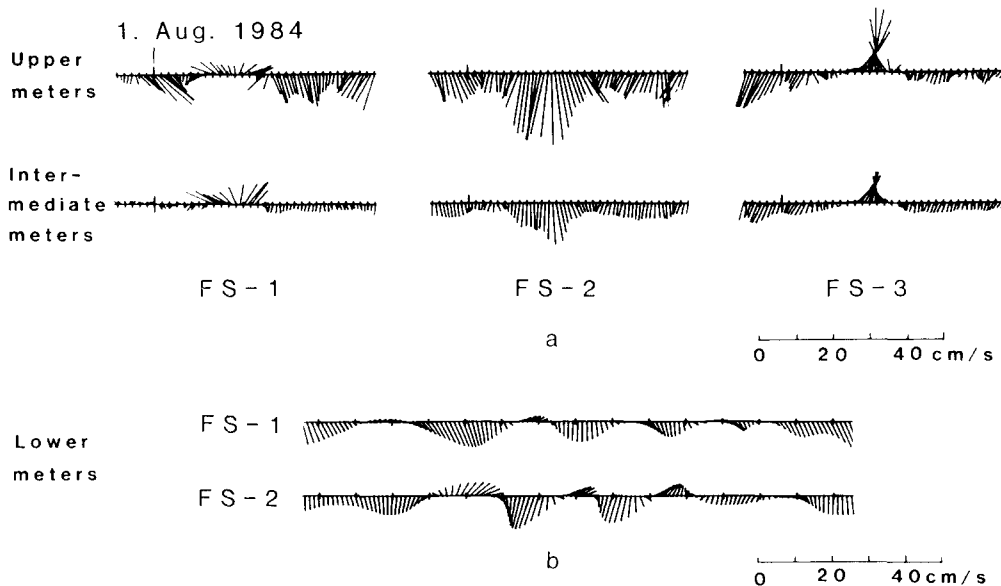 1. Aug. 1984
Upper
meters
Inter-
mediate
meters
FS-1
FS-2
FS-3
a
0 20 40 cm/s
Lower
meters
FS-1
FS-2
b
0 20 40 cm/s